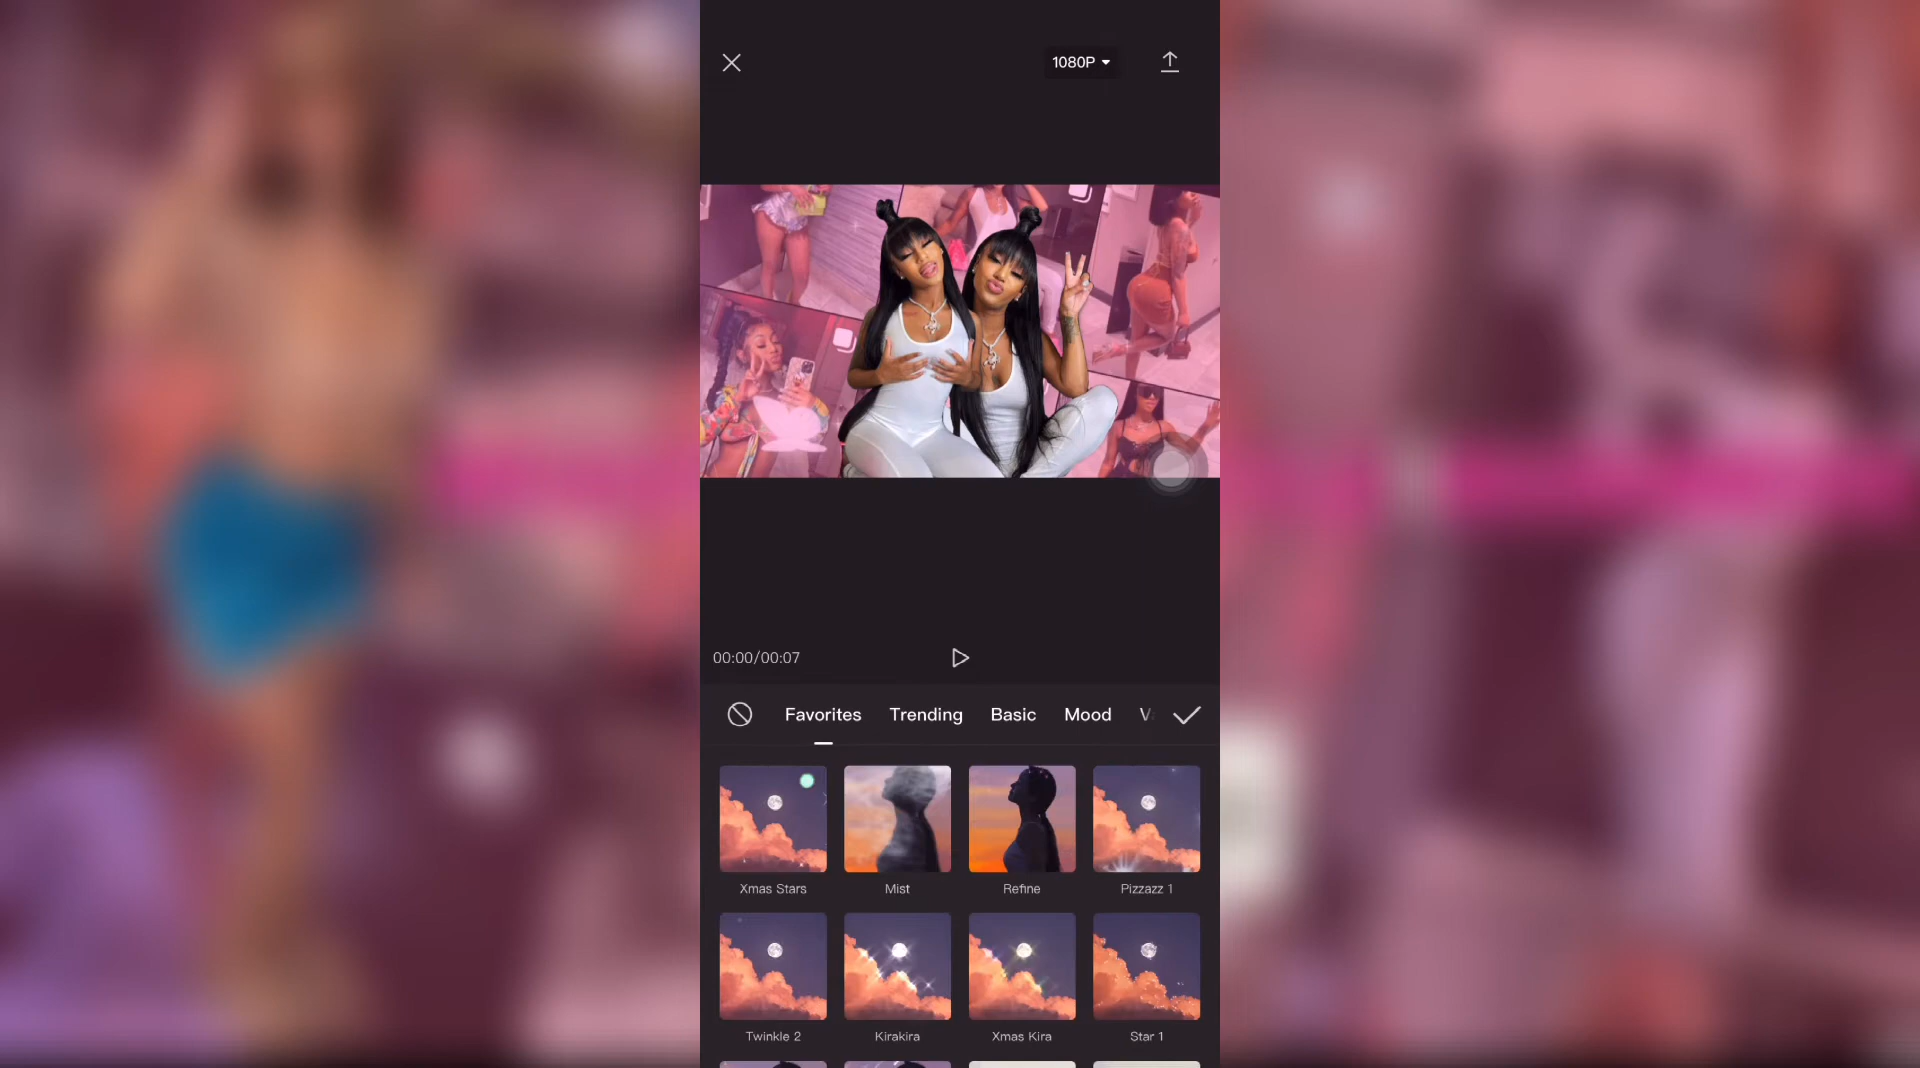 1080P
00:00/00:07
Favorites Trending Basic Mood
Xmas Stars Mist Refine Pizzazz 1
Twinkle 2 Kirakira Xmas Kira Star 1